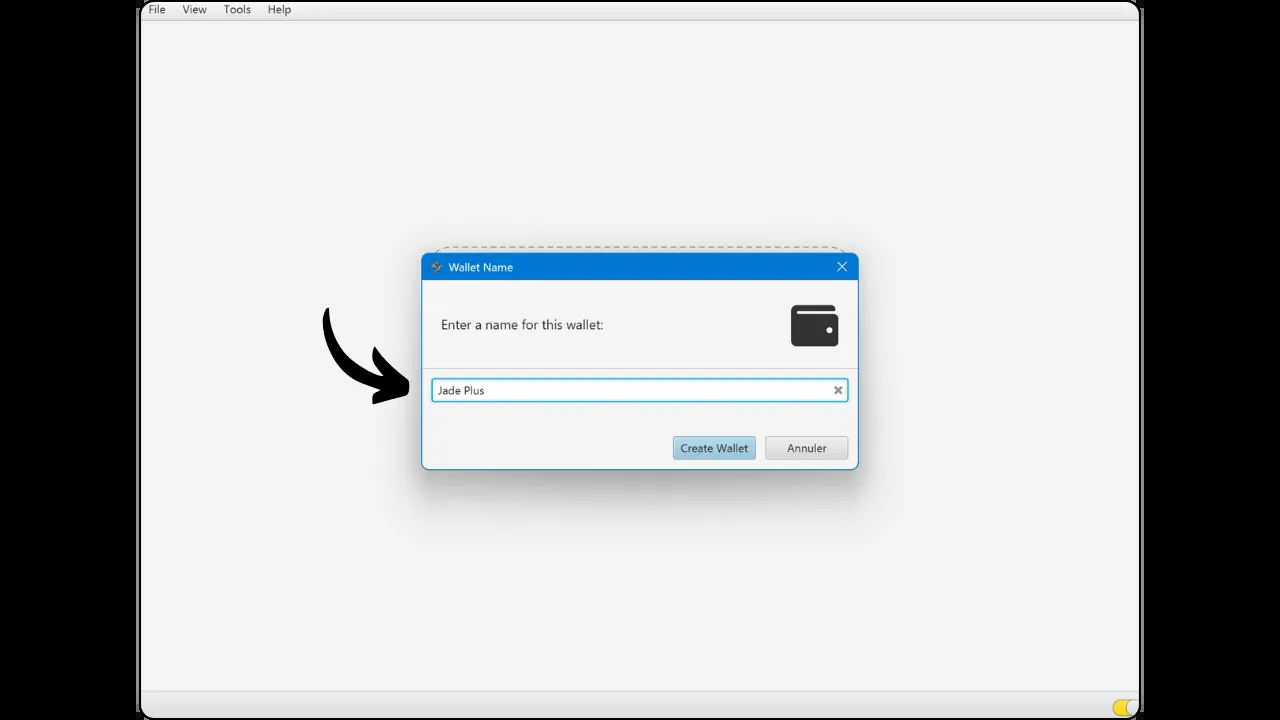 File View Tools Help
Wallet Name
Enter a name for this wallet:
Jade Plus
Create Wallet Annuler